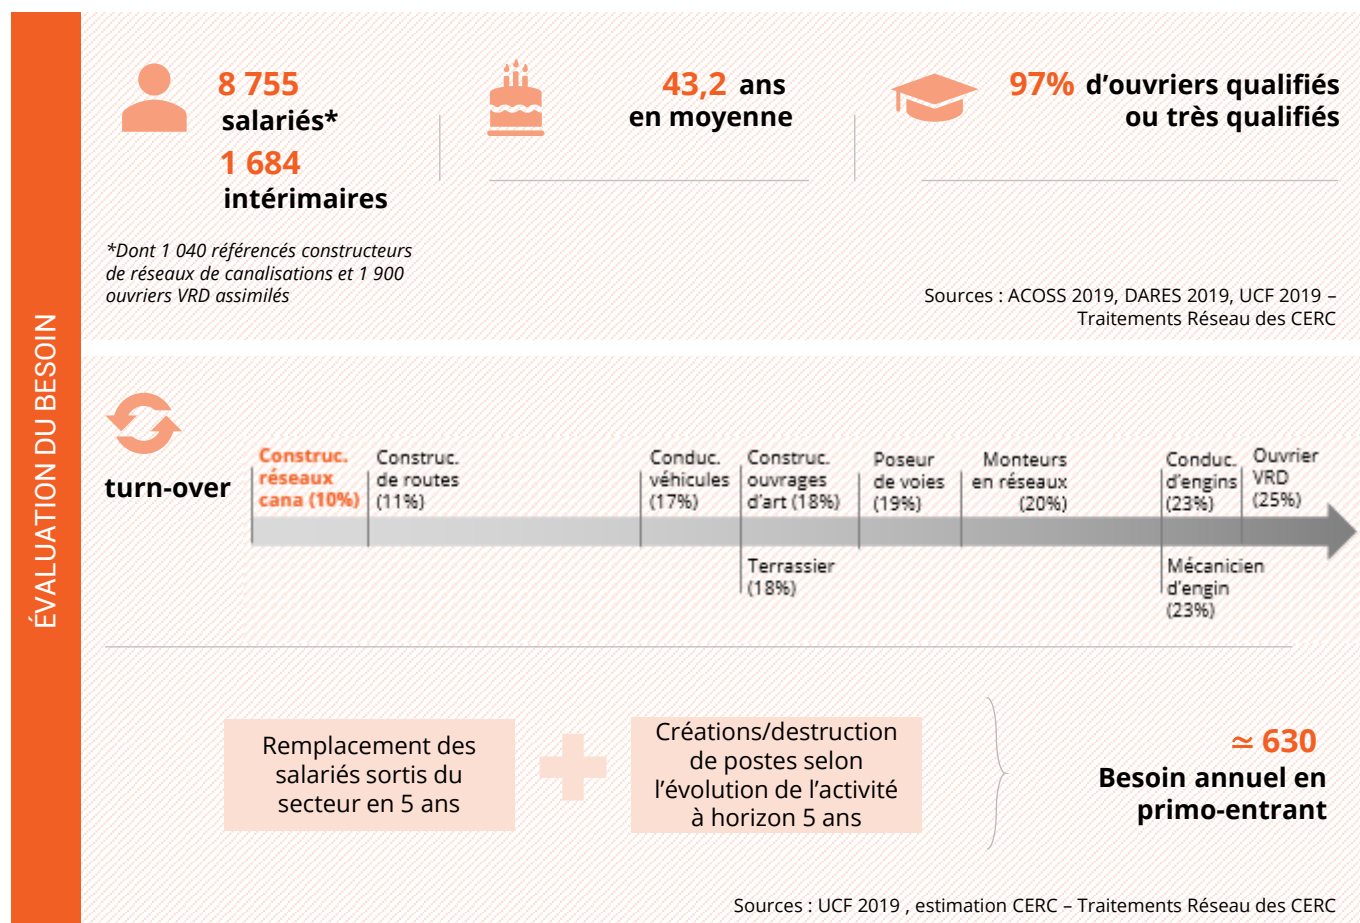 ÉVALUATION DU BESOIN
8 755
salariés*
1 684
intérimaires
*Dont 1 040 référencés constructeurs
de réseaux de canalisations et 1 900
ouvriers VRD assimilés
43,2 ans
en moyenne
97% d’ouvriers qualifiés
ou très qualifiés
Sources : ACOSS 2019, DARES 2019, UCF 2019 –
Traitements Réseau des CERC
turn-over
Construc.
réseaux
cana (10%)
Construc.
de routes
(11%)
Conduc.
véhicules
(17%)
Construc.
ouvrages
d'art (18%)
Terrassier
(18%)
Poseur
de voies
(19%)
Monteurs
en réseaux
(20%)
Conduc.
d'engins
(23%)
Mécanicien
d'engin
(23%)
Ouvrier
VRD
(25%)
Remplacement des
salariés sortis du
secteur en 5 ans
Créations/destruction
de postes selon
l’évolution de l’activité
à horizon 5 ans
≃ 630
Besoin annuel en
primo-entrant
Sources : UCF 2019 , estimation CERC – Traitements Réseau des CERC